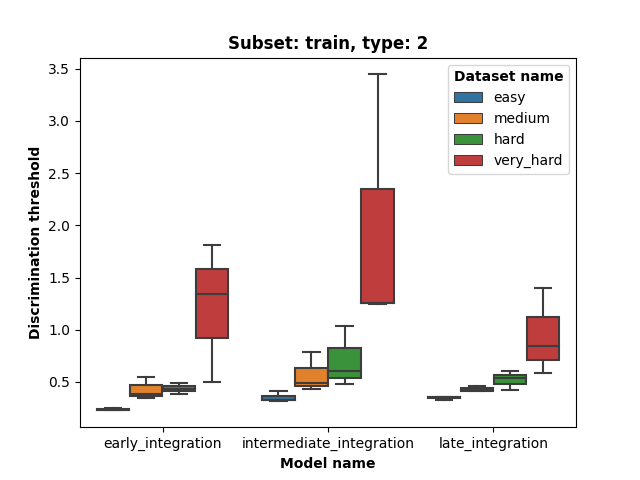 Subset: train, type: 2
Discrimination threshold
3.5
3.0
2.5
2.0
1.5
1.0
0.5
Dataset name
easy
medium
hard
very_hard
early_integration
intermediate_integration
late_integration
Model name